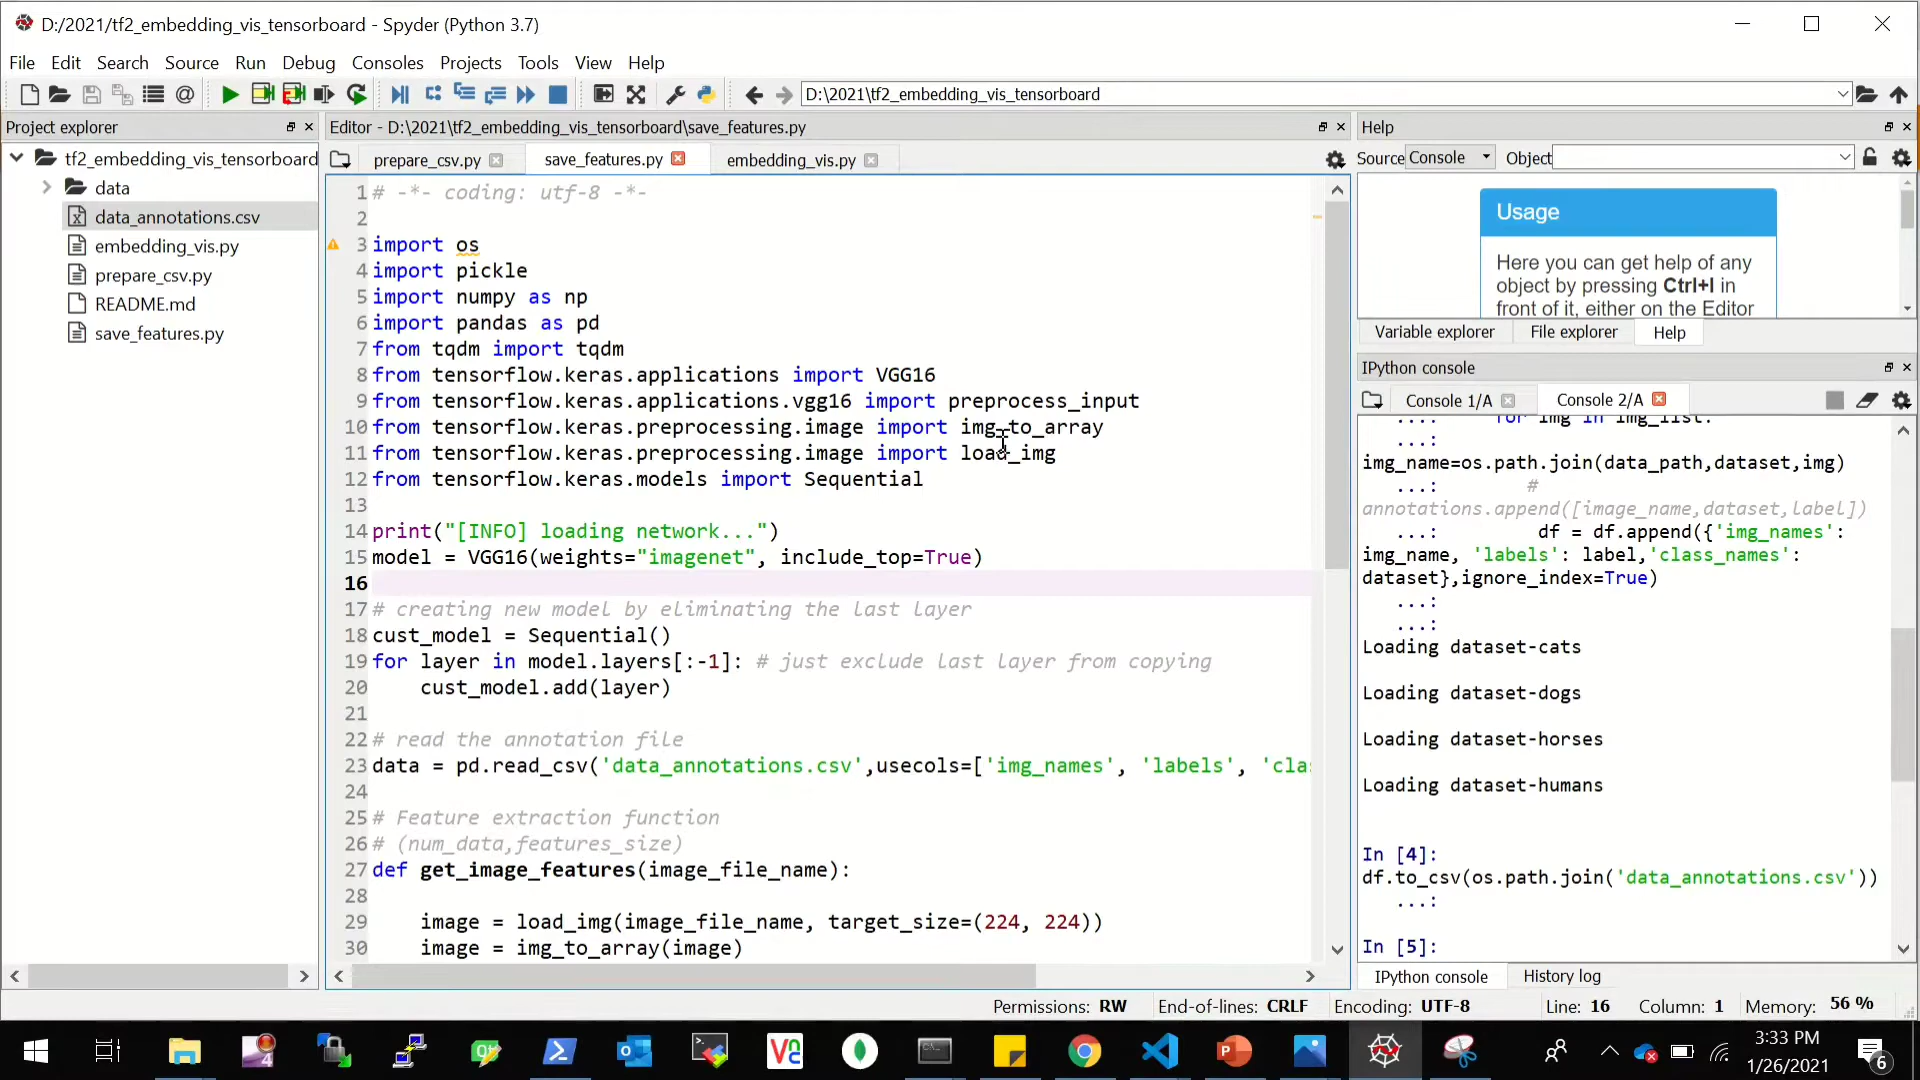 D:/2021/tf2_embedding_vis_tensorboard - Spyder (Python 3.7)
File Edit Search Source Run Debug Consoles Projects Tools View Help
D:\2021\tf2_embedding_vis_tensorboard
Project explorer
tf2_embedding_vis_tensorboard
data
data_annotations.csv
embedding_vis.py
prepare_csv.py
README.md
save_features.py
Editor - D:\2021\tf2_embedding_vis_tensorboard\save_features.py
prepare_csv.py save_features.py embedding_vis.py
1 # -*- coding: utf-8 -*-
2
3 import os
4 import pickle
5 import numpy as np
6 import pandas as pd
7 from tqdm import tqdm
8 from tensorflow.keras.applications import VGG16
9 from tensorflow.keras.applications.vgg16 import preprocess_input
10 from tensorflow.keras.preprocessing.image import img_to_array
11 from tensorflow.keras.preprocessing.image import load_img
12 from tensorflow.keras.models import Sequential
13
14 print("[INFO] loading network...")
15 model = VGG16(weights="imagenet", include_top=True)
16
17 # creating new model by eliminating the last layer
18 cust_model = Sequential()
19 for layer in model.layers[:-1]: # just exclude last layer from copying
20 cust_model.add(layer)
21
22 # read the annotation file
23 data = pd.read_csv('data_annotations.csv',usecols=['img_names', 'labels', 'clas
24
25 # Feature extraction function
26 # (num_data,features_size)
27 def get_image_features(image_file_name):
28
29 image = load_img(image_file_name, target_size=(224, 224))
30 image = img_to_array(image)
Help
Source Console Object
Usage
Here you can get help of any
object by pressing Ctrl+I in
front of it, either on the Editor
Variable explorer File explorer Help
IPython console
Console 1/A Console 2/A
...: for img in img_list:
...:
img_name=os.path.join(data_path,dataset,img)
...: #
annotations.append([image_name,dataset,label])
...: df = df.append({'img_names':
img_name, 'labels': label,'class_names':
dataset},ignore_index=True)
...:
...:
Loading dataset-cats
Loading dataset-dogs
Loading dataset-horses
Loading dataset-humans
In [4]:
df.to_csv(os.path.join('data_annotations.csv'))
...:
In [5]:
IPython console History log
Permissions: RW End-of-lines: CRLF Encoding: UTF-8 Line: 16 Column: 1 Memory: 56 %
3:33 PM
1/26/2021
6